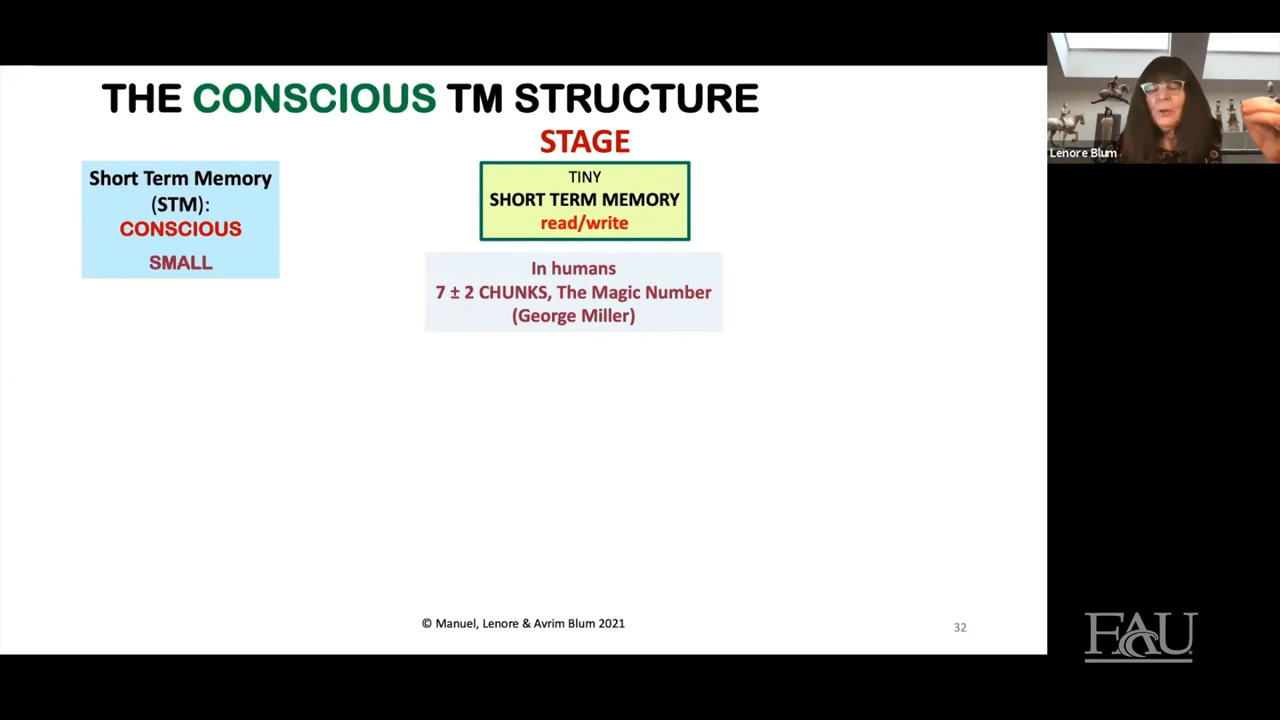 THE CONSCIOUS TM STRUCTURE
STAGE
Short Term Memory
(STM):
CONSCIOUS
SMALL
TINY
SHORT TERM MEMORY
read/write
In humans
7 ± 2 CHUNKS, The Magic Number
(George Miller)
© Manuel, Lenore & Avrim Blum 2021
32
Lenore Blum
FAU